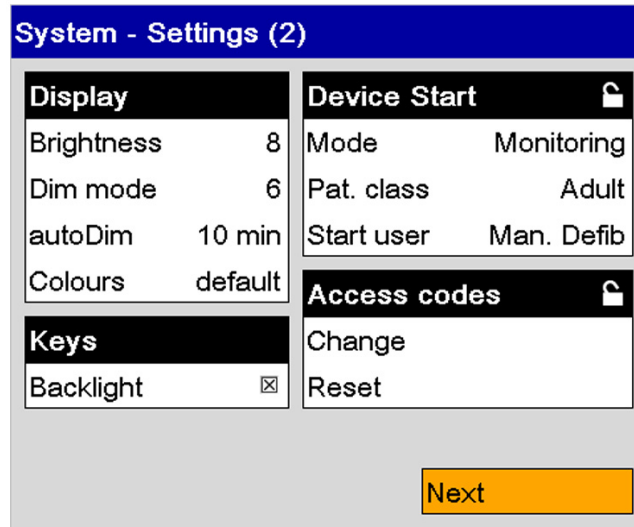 System - Settings (2)
Display
Brightness 8
Dim mode 6
autoDim 10 min
Colours default
Keys
Backlight ☒
Device Start
Mode Monitoring
Pat. class Adult
Start user Man. Defib
Access codes
Change
Reset
Next